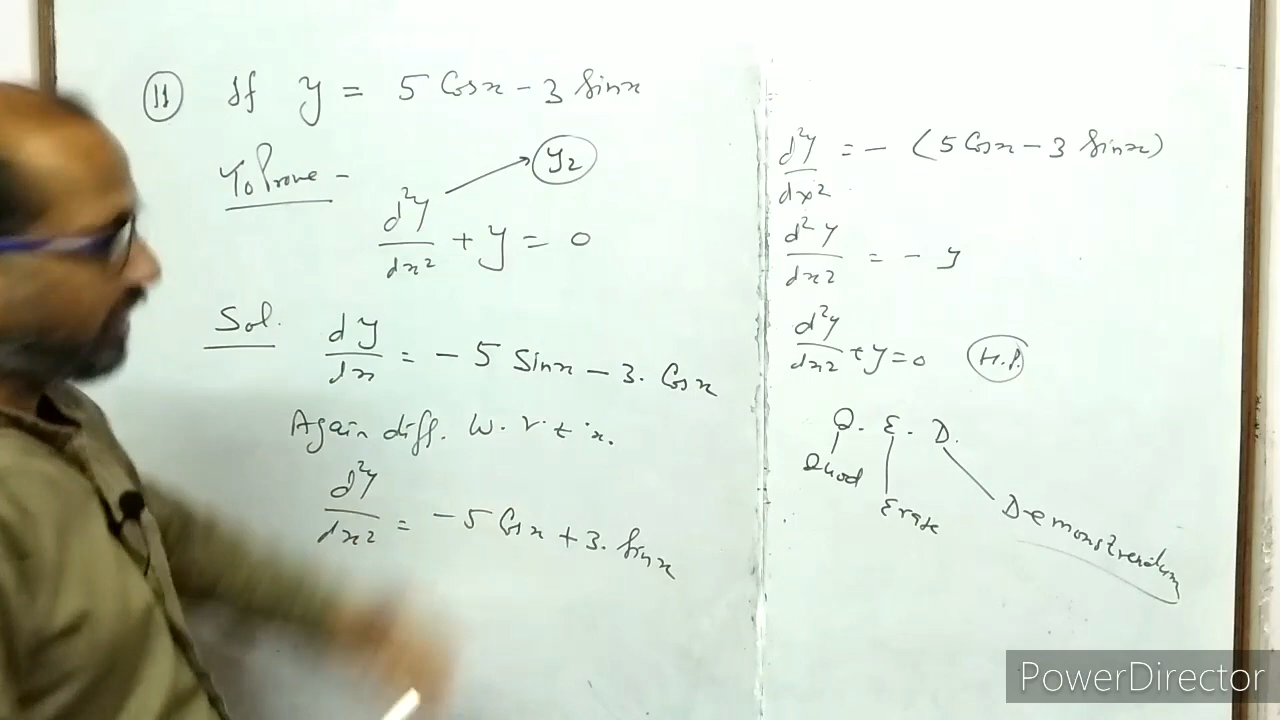 11 If y = 5 Cosx - 3 Sinx
To Prove -
d²y/dx² + y = 0
y₂
Sol. dy/dx = - 5 Sinx - 3. Cosx
Again diff. w. r. t. x.
d²y/dx² = - 5 Cosx + 3. Sinx
d²y/dx² = - (5 Cosx - 3 Sinx)
d²y/dx² = - y
d²y/dx² + y = 0 H.P.
Q. E. D.
Quod
PowerDirector